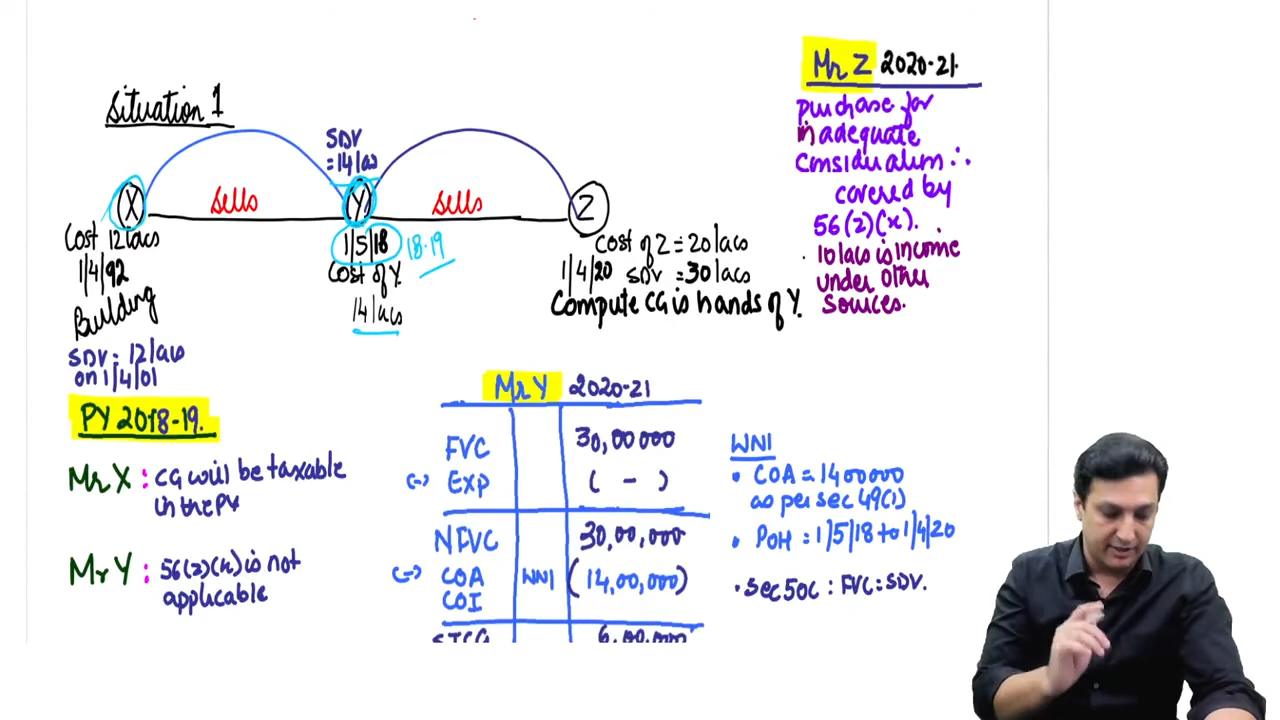 Situation 1
SDV
= 14 lacs
X
sells
Y
sells
Z
Cost 12 lacs
1/4/92
Building
SDV = 12 lacs
on 1/4/01
1/5/18
18-19
Cost of Y
14 lacs
Cost of Z = 20 lacs
1/4/20 SDV = 30 lacs
Compute CG is hands of Y.
Mr Z 2020-21.
purchase for
inadequate
consideration ∴
covered by
56(2)(x).
10 lacs is income
under other
sources.
PY 2018-19.
Mr X : CG will be taxable
in the PY
Mr Y : 56(2)(x) is not
applicable
Mr Y 2020-21
FVC 30,00000
(-) EXP ( - )
NFVC 30,00,000
(-) COA WN1 (14,00,000)
COI
STCG 6,00,000
WN1
• COA = 1400000
as per sec 49(1)
• POH = 1/5/18 to 1/4/20
• Sec 50C : FVC = SDV.